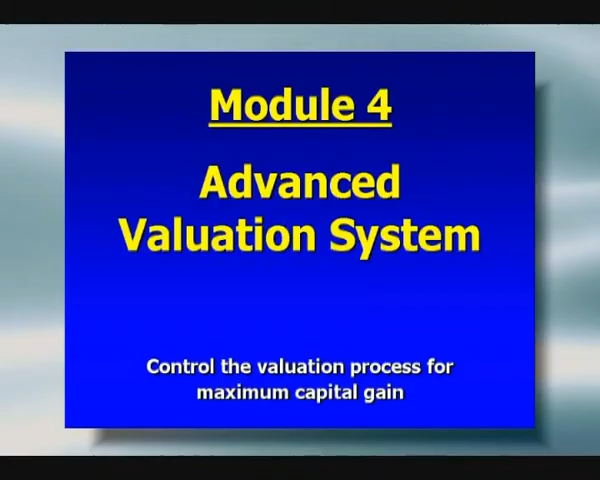 Module 4
Advanced
Valuation System
Control the valuation process for
maximum capital gain